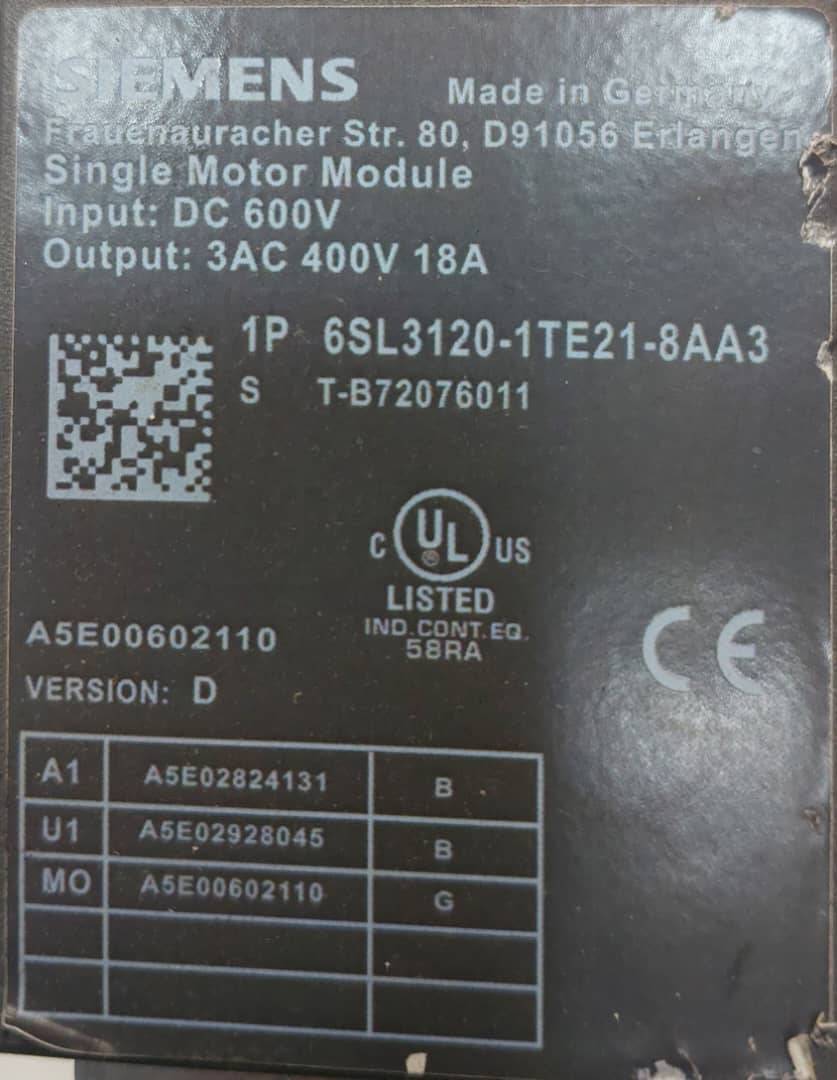 SIEMENS Made in Germany
Frauenauracher Str. 80, D91056 Erlangen
Single Motor Module
Input: DC 600V
Output: 3AC 400V 18A
1P 6SL3120-1TE21-8AA3
S T-B72076011
C UL US
®
LISTED
IND.CONT.EQ.
58RA
CE
A5E00602110
VERSION: D
A1 A5E02824131 B
U1 A5E02928045 B
MO A5E00602110 G